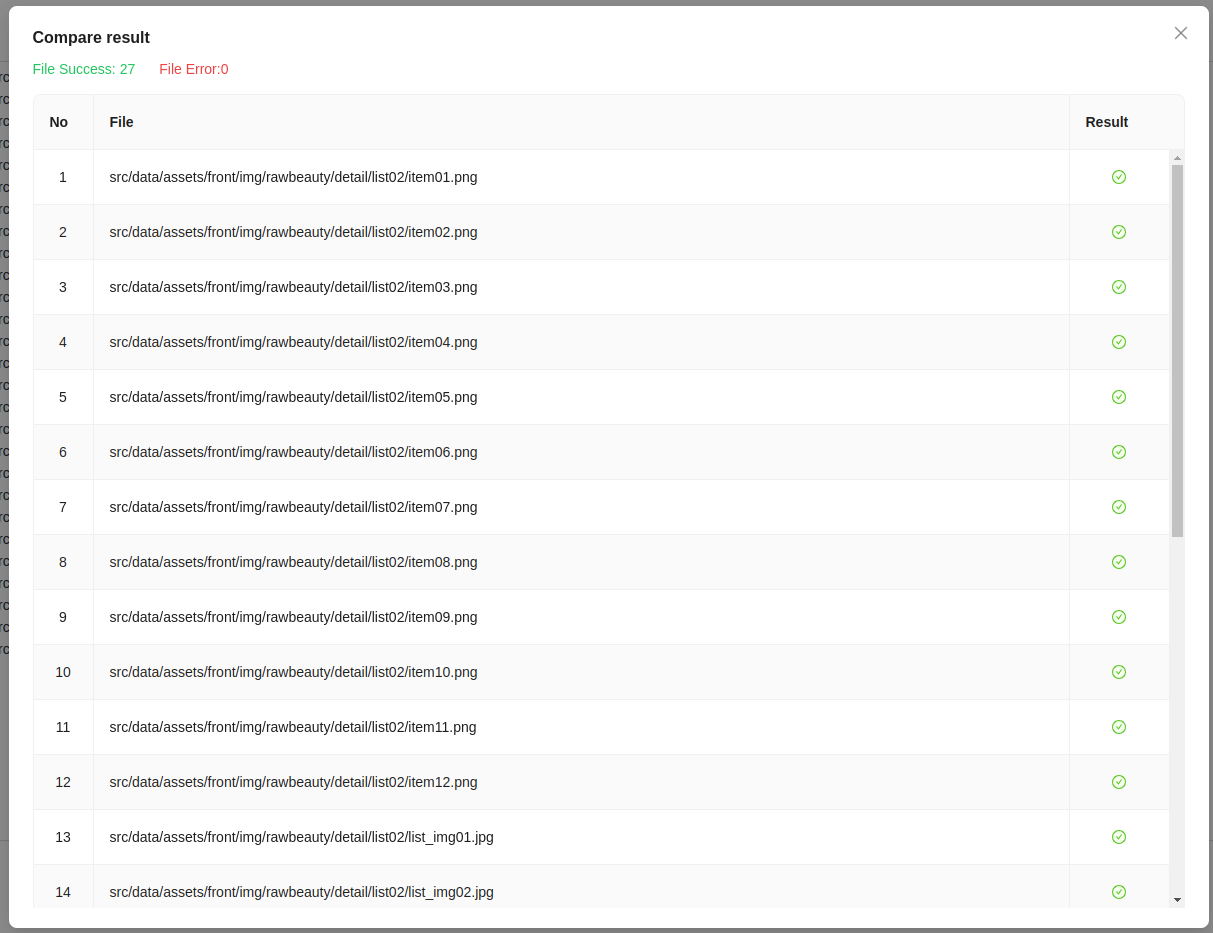 Compare result
File Success: 27 File Error:0
No File Result
1 src/data/assets/front/img/rawbeauty/detail/list02/item01.png
2 src/data/assets/front/img/rawbeauty/detail/list02/item02.png
3 src/data/assets/front/img/rawbeauty/detail/list02/item03.png
4 src/data/assets/front/img/rawbeauty/detail/list02/item04.png
5 src/data/assets/front/img/rawbeauty/detail/list02/item05.png
6 src/data/assets/front/img/rawbeauty/detail/list02/item06.png
7 src/data/assets/front/img/rawbeauty/detail/list02/item07.png
8 src/data/assets/front/img/rawbeauty/detail/list02/item08.png
9 src/data/assets/front/img/rawbeauty/detail/list02/item09.png
10 src/data/assets/front/img/rawbeauty/detail/list02/item10.png
11 src/data/assets/front/img/rawbeauty/detail/list02/item11.png
12 src/data/assets/front/img/rawbeauty/detail/list02/item12.png
13 src/data/assets/front/img/rawbeauty/detail/list02/list_img01.jpg
14 src/data/assets/front/img/rawbeauty/detail/list02/list_img02.jpg